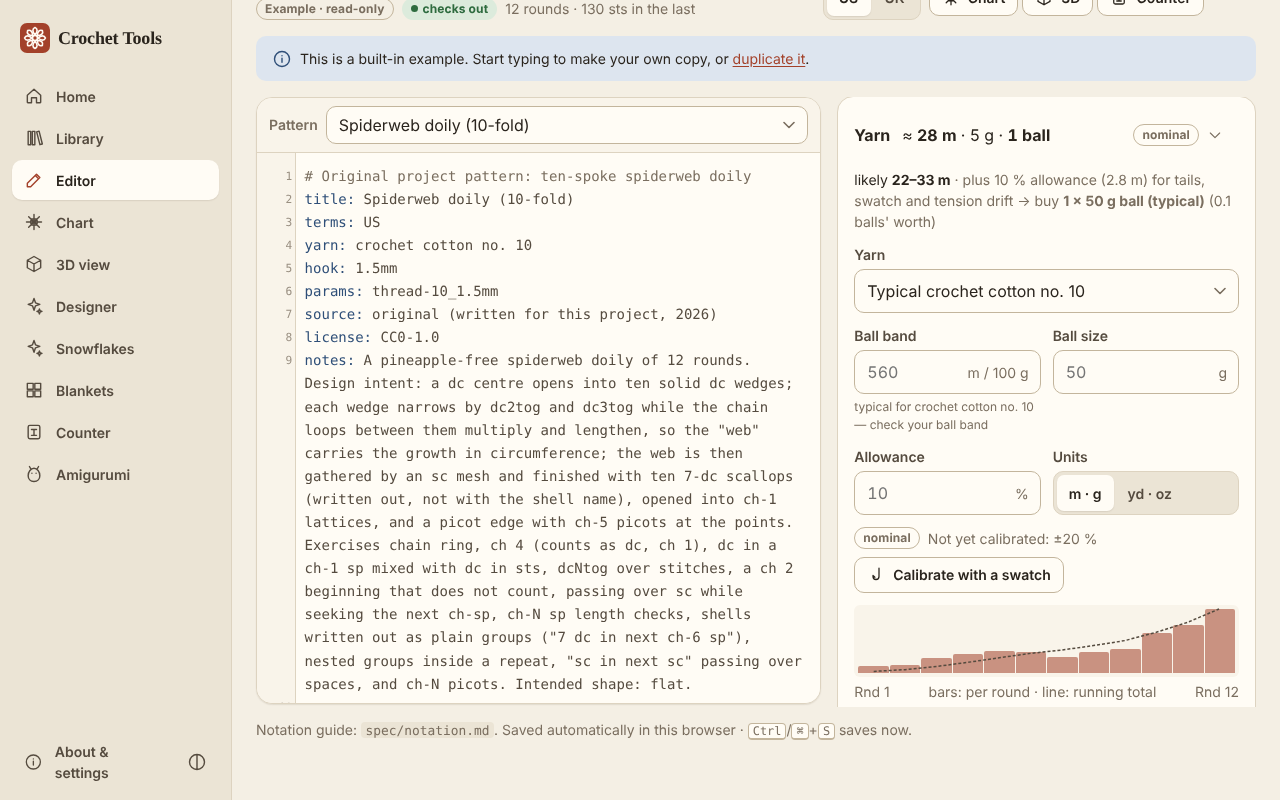 Crochet Tools
Home
Library
Editor
Chart
3D view
Designer
Snowflakes
Blankets
Counter
Amigurumi
About &
settings
Example · read-only
checks out
12 rounds · 130 sts in the last
This is a built-in example. Start typing to make your own copy, or duplicate it.
Pattern
Spiderweb doily (10-fold)
1 # Original project pattern: ten-spoke spiderweb doily
2 title: Spiderweb doily (10-fold)
3 terms: US
4 yarn: crochet cotton no. 10
5 hook: 1.5mm
6 params: thread-10_1.5mm
7 source: original (written for this project, 2026)
8 license: CC0-1.0
9 notes: A pineapple-free spiderweb doily of 12 rounds.
Design intent: a dc centre opens into ten solid dc wedges;
each wedge narrows by dc2tog and dc3tog while the chain
loops between them multiply and lengthen, so the "web"
carries the growth in circumference; the web is then
gathered by an sc mesh and finished with ten 7-dc scallops
(written out, not with the shell name), opened into ch-1
lattices, and a picot edge with ch-5 picots at the points.
Exercises chain ring, ch 4 (counts as dc, ch 1), dc in a
ch-1 sp mixed with dc in sts, dcNtog over stitches, a ch 2
beginning that does not count, passing over sc while
seeking the next ch-sp, ch-N sp length checks, shells
written out as plain groups ("7 dc in next ch-6 sp"),
nested groups inside a repeat, "sc in next sc" passing over
spaces, and ch-N picots. Intended shape: flat.
Notation guide: spec/notation.md. Saved automatically in this browser · Ctrl/⌘+S saves now.
Yarn ≈ 28 m · 5 g · 1 ball
nominal
likely 22–33 m · plus 10 % allowance (2.8 m) for tails,
swatch and tension drift → buy 1 × 50 g ball (typical) (0.1
balls' worth)
Yarn
Typical crochet cotton no. 10
Ball band
Ball size
560 m / 100 g
50 g
typical for crochet cotton no. 10
— check your ball band
Allowance
Units
10 %
m · g
yd · oz
nominal
Not yet calibrated: ±20 %
Calibrate with a swatch
Rnd 1
bars: per round · line: running total
Rnd 12